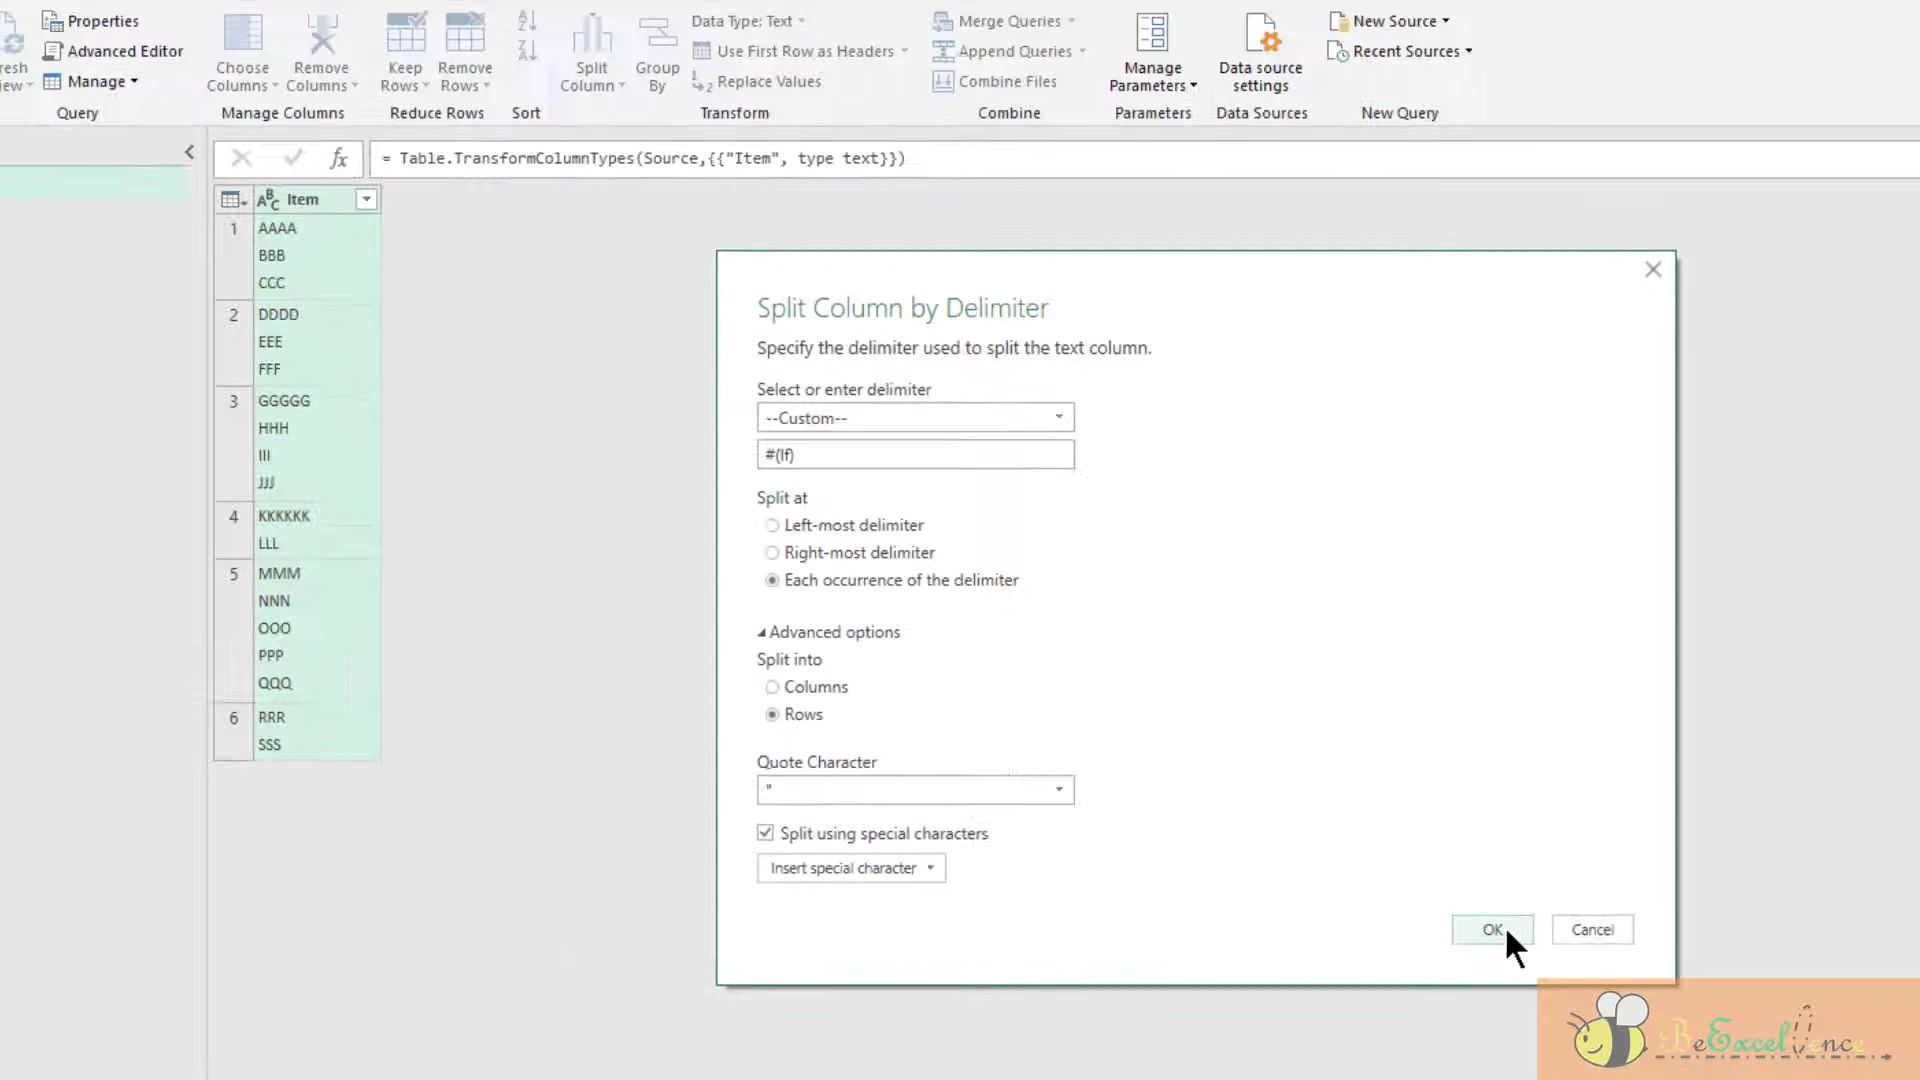 Properties
Advanced Editor
Manage
resh
iew
Query
Choose
Columns
Remove
Columns
Manage Columns
Keep
Rows
Remove
Rows
Reduce Rows
Sort
Split
Column
Group
By
Data Type: Text
Use First Row as Headers
Replace Values
Transform
Merge Queries
Append Queries
Combine Files
Combine
Manage
Parameters
Parameters
Data source
settings
Data Sources
New Source
Recent Sources
New Query
fx
= Table.TransformColumnTypes(Source,{{"Item", type text}})
ABC Item
1 AAAA
BBB
CCC
2 DDDD
EEE
FFF
3 GGGGG
HHH
III
JJJ
4 KKKKKK
LLL
5 MMM
NNN
OOO
PPP
QQQ
6 RRR
SSS
Split Column by Delimiter
Specify the delimiter used to split the text column.
Select or enter delimiter
--Custom--
#(lf)
Split at
Left-most delimiter
Right-most delimiter
Each occurrence of the delimiter
Advanced options
Split into
Columns
Rows
Quote Character
"
Split using special characters
Insert special character
OK
Cancel